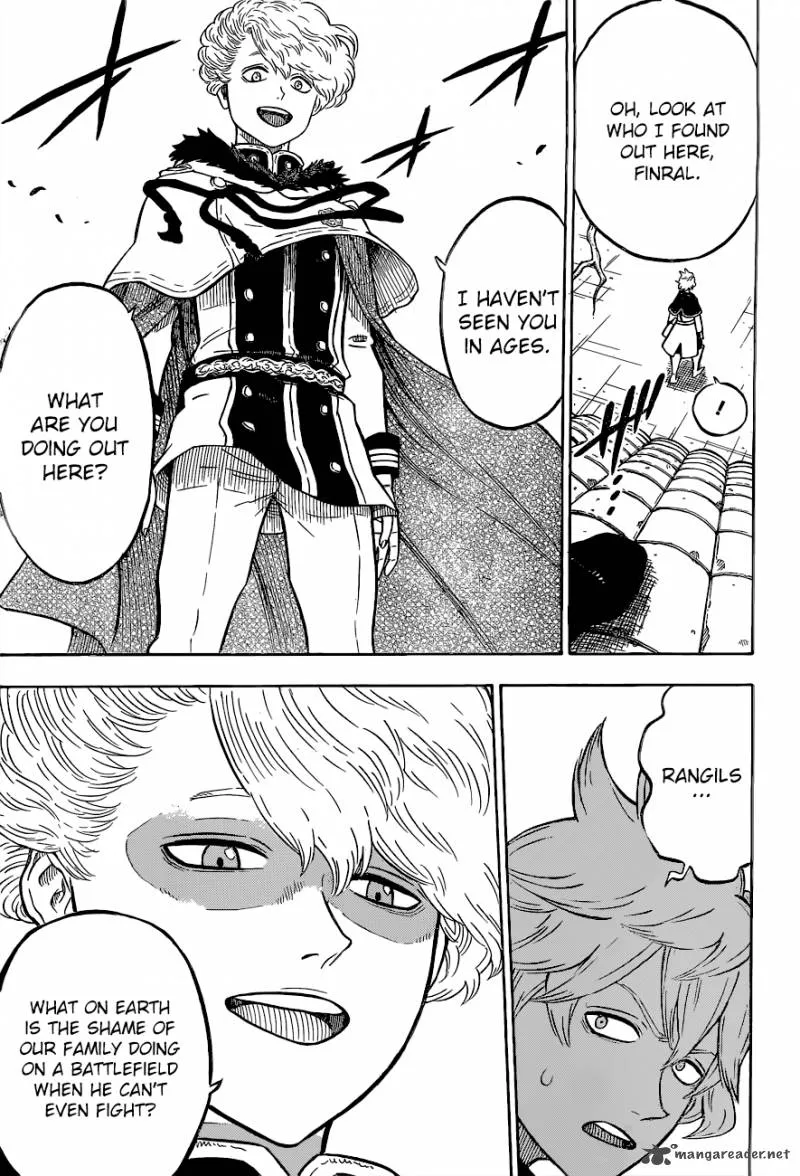 OH, LOOK AT
WHO I FOUND
OUT HERE,
FINRAL.
!
I HAVEN'T
SEEN YOU
IN AGES.
WHAT
ARE YOU
DOING OUT
HERE?
RANGILS
...
WHAT ON EARTH
IS THE SHAME OF
OUR FAMILY DOING
ON A BATTLEFIELD
WHEN HE CAN'T
EVEN FIGHT?
mangareader.net